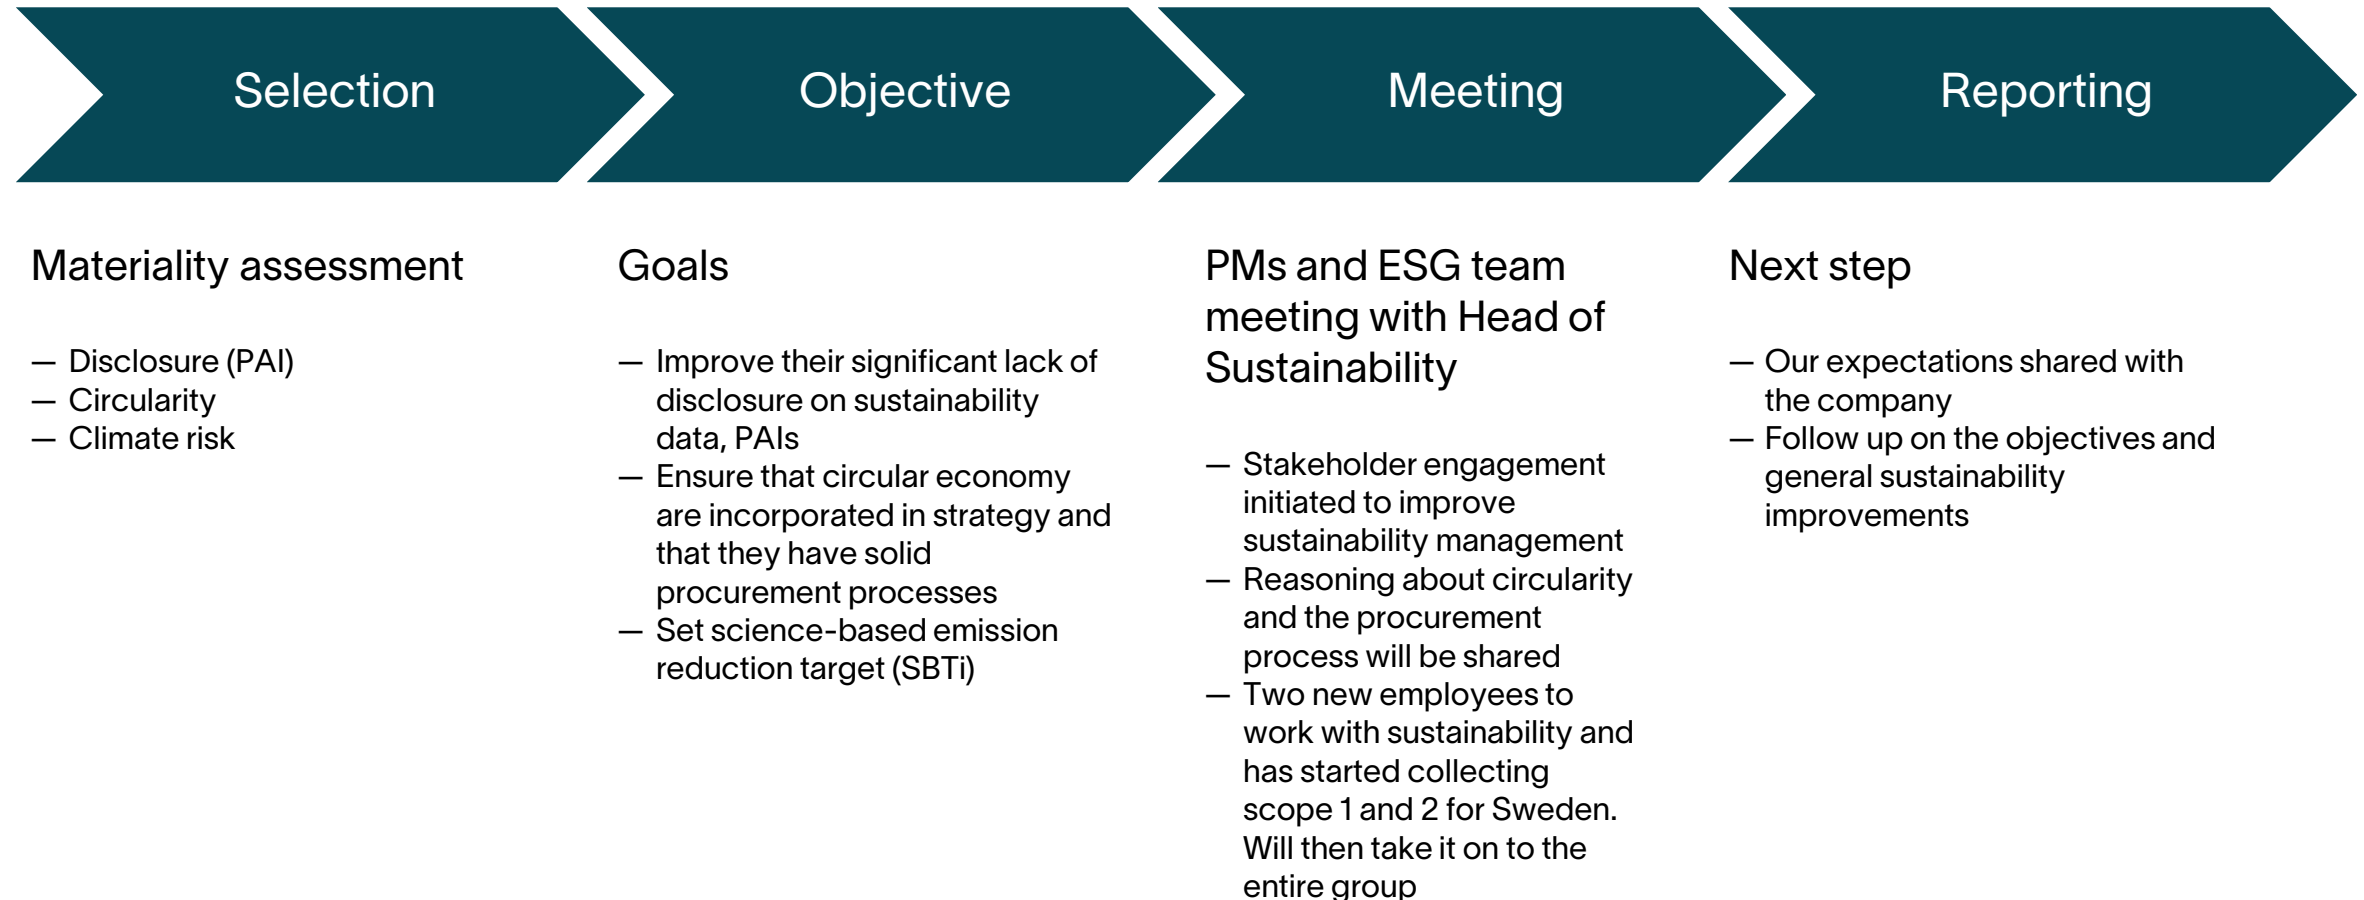 Selection
Objective
Meeting
Reporting
Materiality assessment
— Disclosure (PAI)
— Circularity
— Climate risk
Goals
— Improve their significant lack of
disclosure on sustainability
data, PAIs
— Ensure that circular economy
are incorporated in strategy and
that they have solid
procurement processes
— Set science-based emission
reduction target (SBTi)
PMs and ESG team
meeting with Head of
Sustainability
— Stakeholder engagement
initiated to improve
sustainability management
— Reasoning about circularity
and the procurement
process will be shared
— Two new employees to
work with sustainability and
has started collecting
scope 1 and 2 for Sweden.
Will then take it on to the
entire group
Next step
— Our expectations shared with
the company
— Follow up on the objectives and
general sustainability
improvements